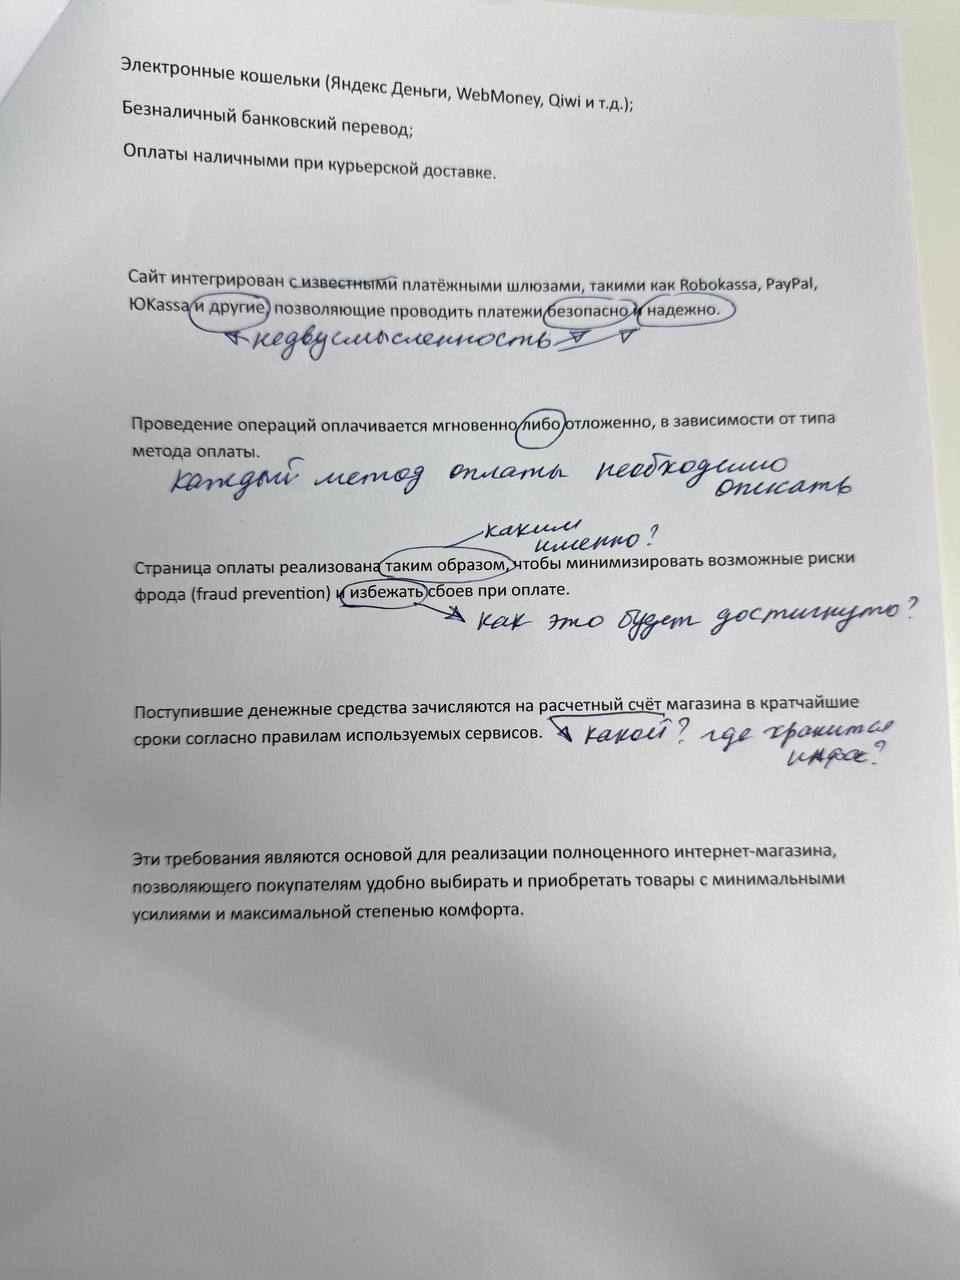 Электронные кошельки (Яндекс Деньги, WebMoney, Qiwi и т.д.);
Безналичный банковский перевод;
Оплаты наличными при курьерской доставке.
Сайт интегрирован с известными платёжными шлюзами, такими как Robokassa, PayPal,
ЮKassa и другие, позволяющие проводить платежи безопасно и надежно.
недвусмысленность
Проведение операций оплачивается мгновенно либо отложенно, в зависимости от типа
метода оплаты.
каждый метод оплаты необходимо
описать
каким
именно?
Страница оплаты реализована таким образом, чтобы минимизировать возможные риски
фрода (fraud prevention) и избежать сбоев при оплате.
как это будет достигнуто?
Поступившие денежные средства зачисляются на расчетный счёт магазина в кратчайшие
сроки согласно правилам используемых сервисов.
какой? где хранится
инфа?
Эти требования являются основой для реализации полноценного интернет-магазина,
позволяющего покупателям удобно выбирать и приобретать товары с минимальными
усилиями и максимальной степенью комфорта.